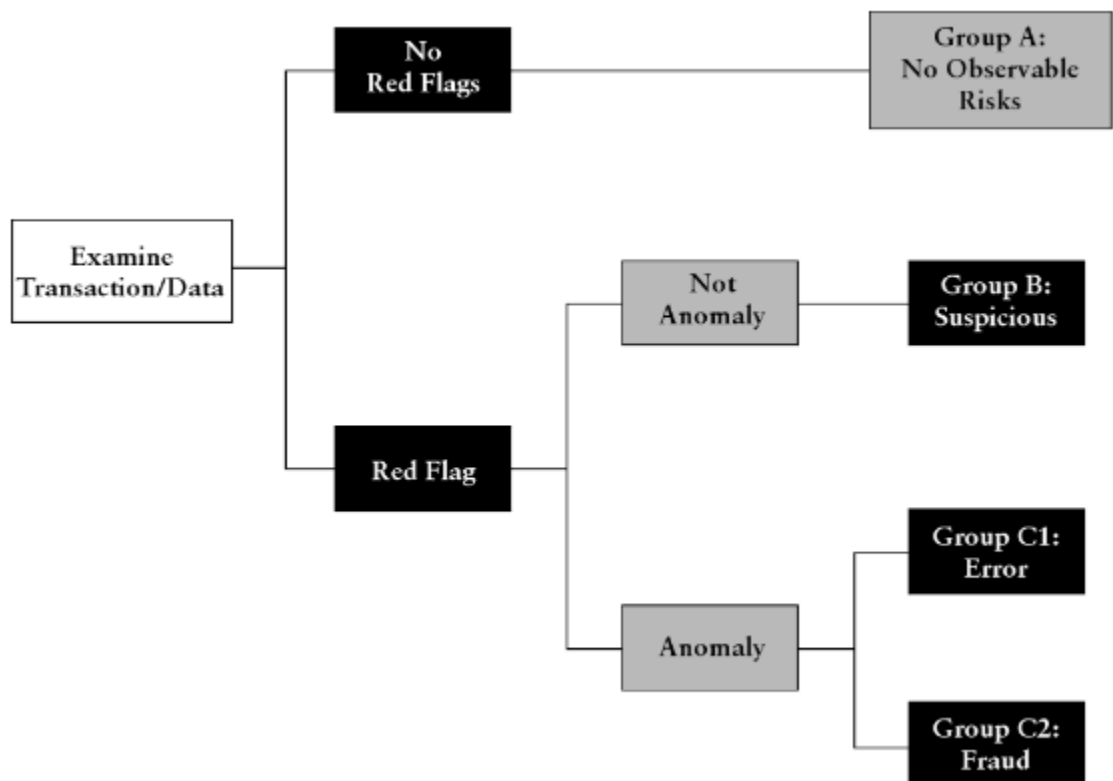 No
Red Flags
Group A:
No Observable
Risks
Examine
Transaction/Data
Not
Anomaly
Group B:
Suspicious
Red Flag
Group C1:
Error
Anomaly
Group C2:
Fraud